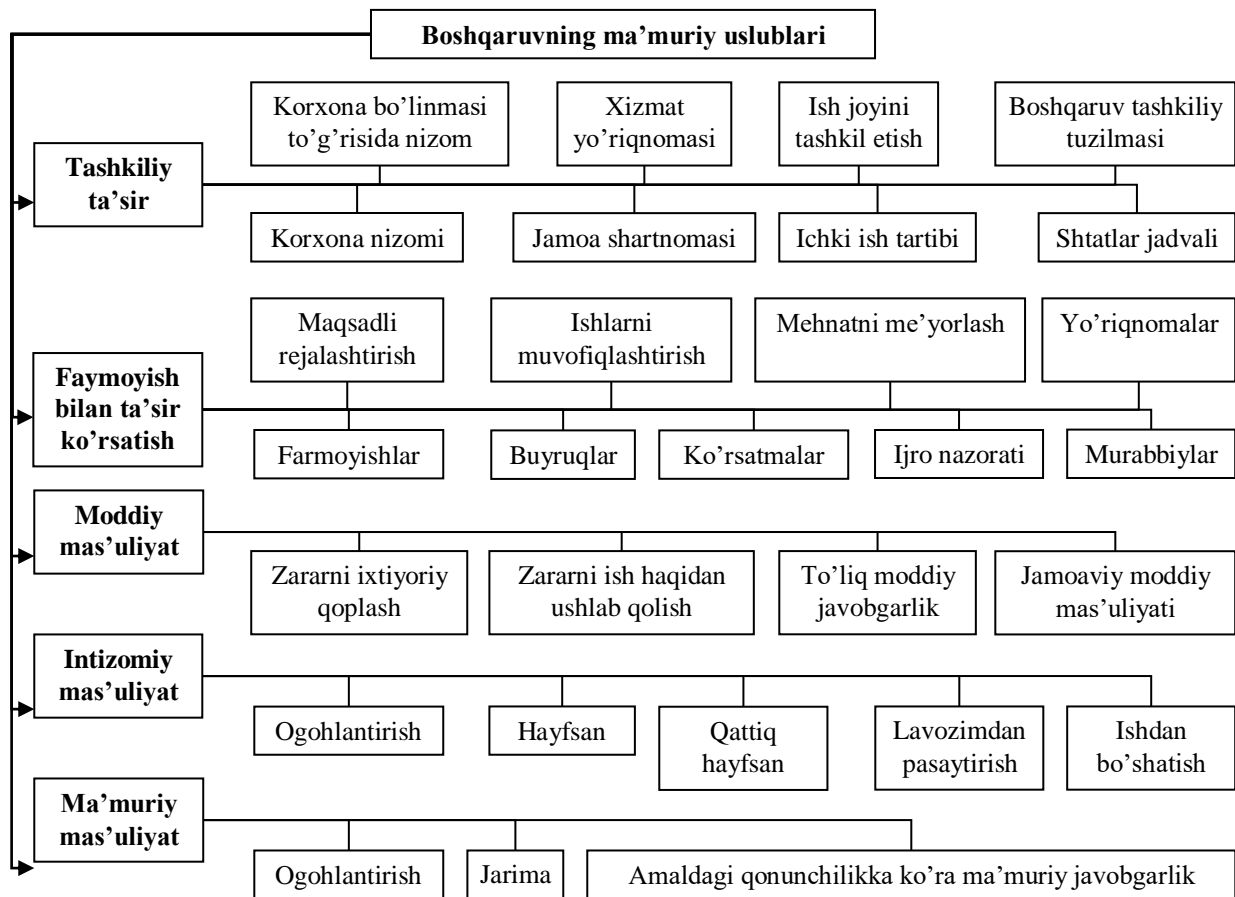 Boshqaruvning ma’muriy uslublari
Korxona bo’linmasi
to’g’risida nizom
Xizmat
yo’riqnomasi
Ish joyini
tashkil etish
Boshqaruv tashkiliy
tuzilmasi
Tashkiliy
ta’sir
Korxona nizomi
Jamoa shartnomasi
Ichki ish tartibi
Shtatlar jadvali
Maqsadli
rejalashtirish
Ishlarni
muvofiqlashtirish
Mehnatni me’yorlash
Yo’riqnomalar
Faymoyish
bilan ta’sir
ko’rsatish
Farmoyishlar
Buyruqlar
Ko’rsatmalar
Ijro nazorati
Murabbiylar
Moddiy
mas’uliyat
Zararni ixtiyoriy
qoplash
Zararni ish haqidan
ushlab qolish
To’liq moddiy
javobgarlik
Jamoaviy moddiy
mas’uliyati
Intizomiy
mas’uliyat
Ogohlantirish
Hayfsan
Qattiq
hayfsan
Lavozimdan
pasaytirish
Ishdan
bo’shatish
Ma’muriy
mas’uliyat
Ogohlantirish
Jarima
Amaldagi qonunchilikka ko’ra ma’muriy javobgarlik